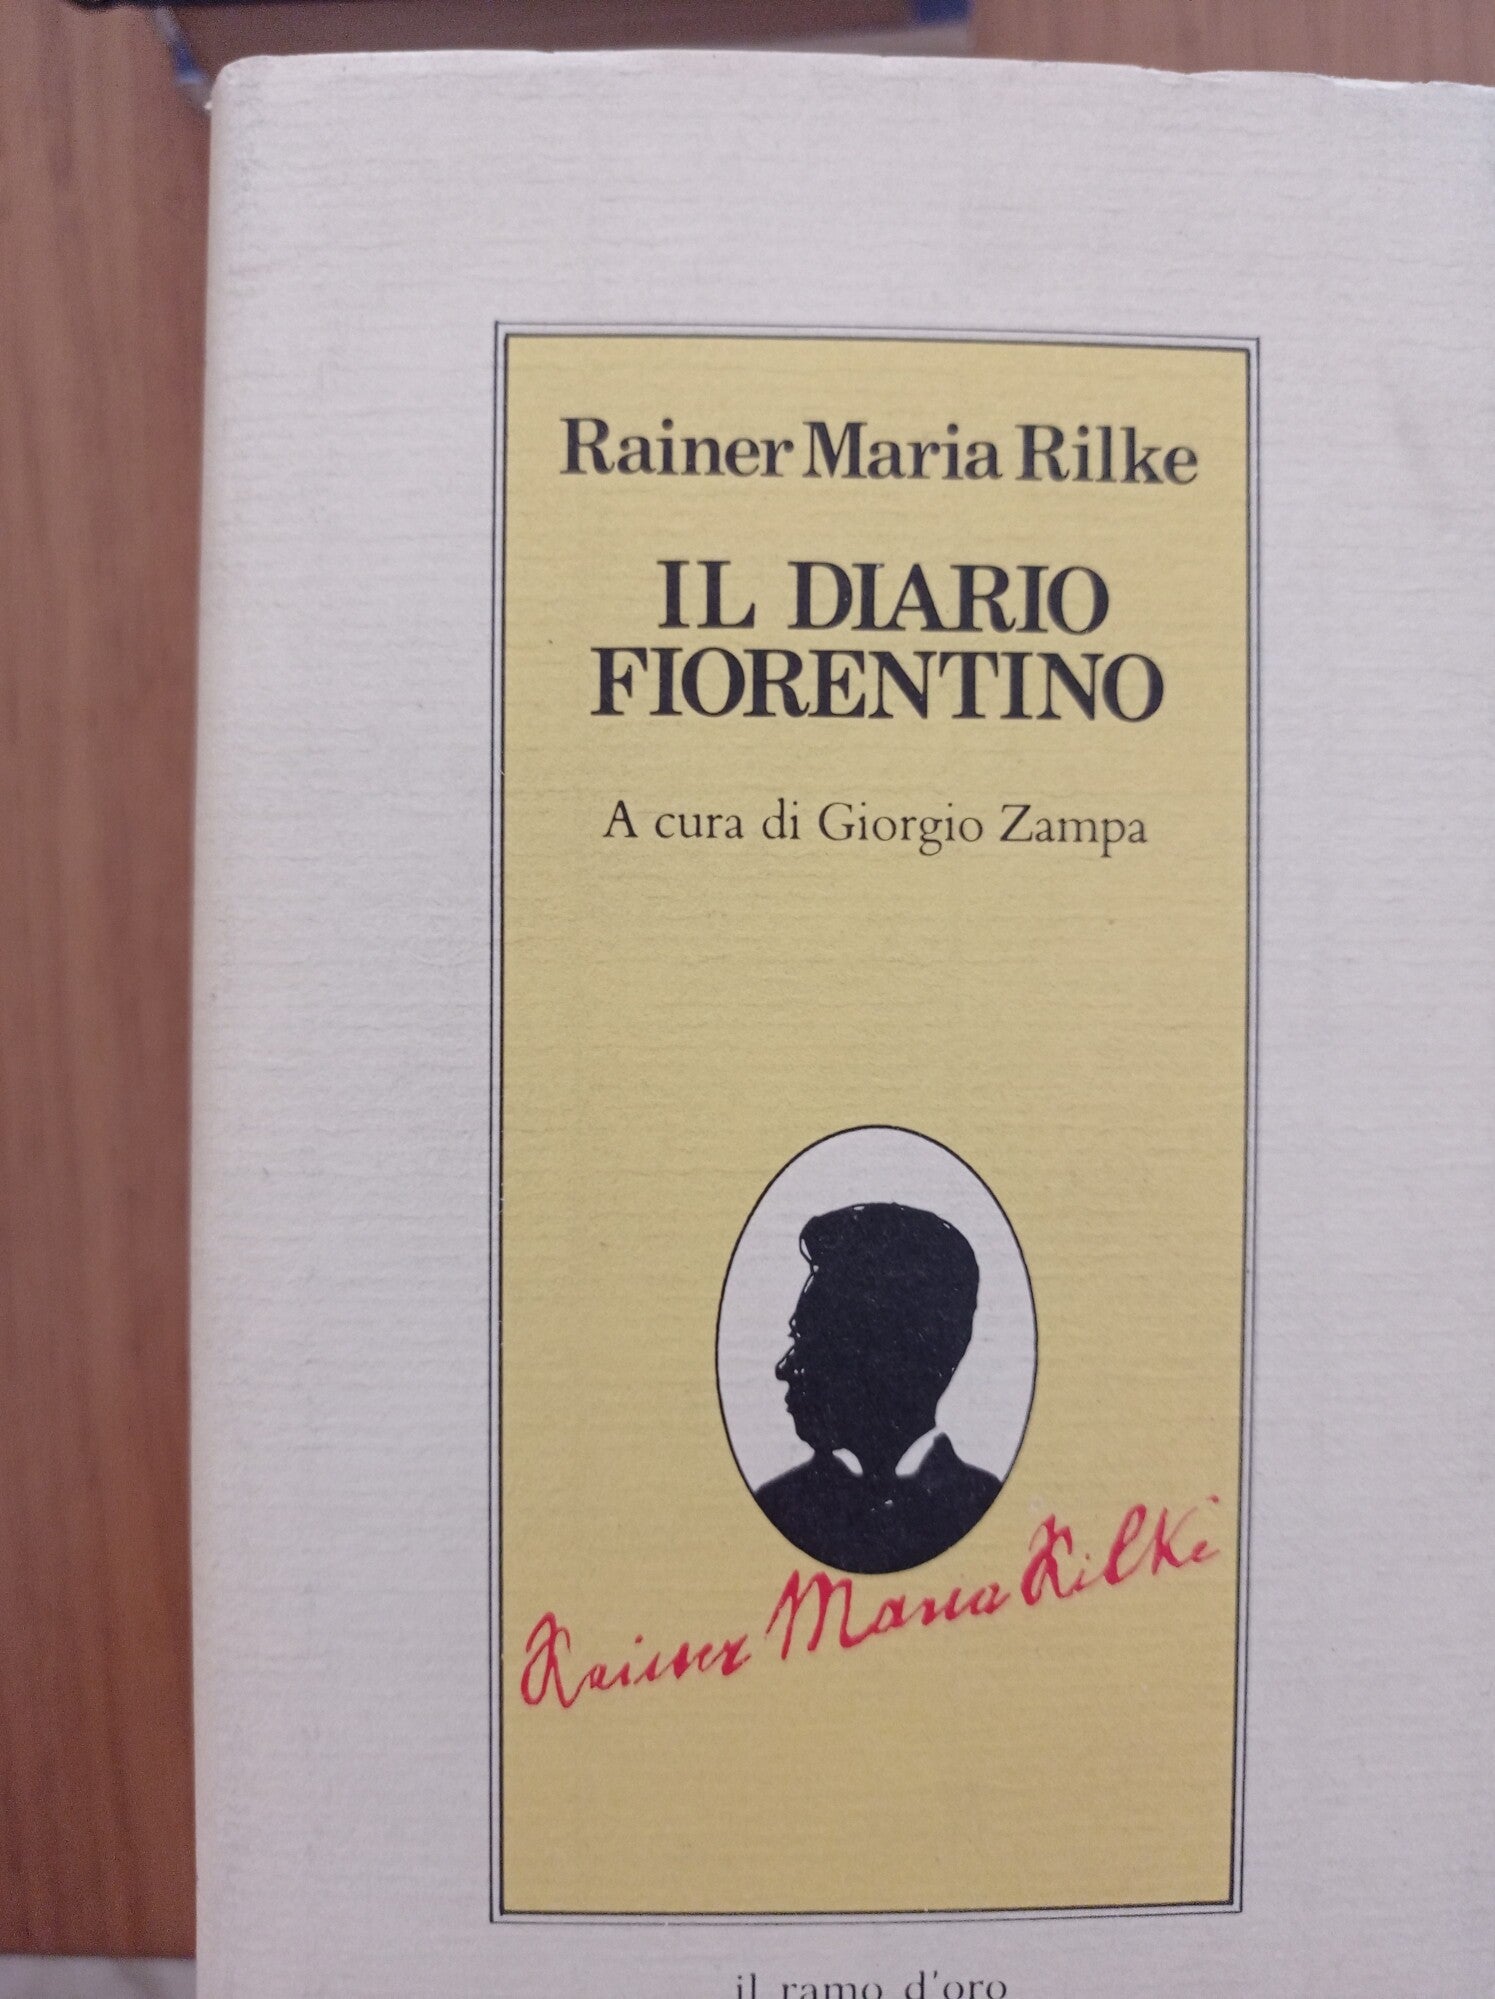 Rainer Maria Rilke
IL DIARIO
FIORENTINO
A cura di Giorgio Zampa
Rainer Maria Rilke
il ramo d'oro